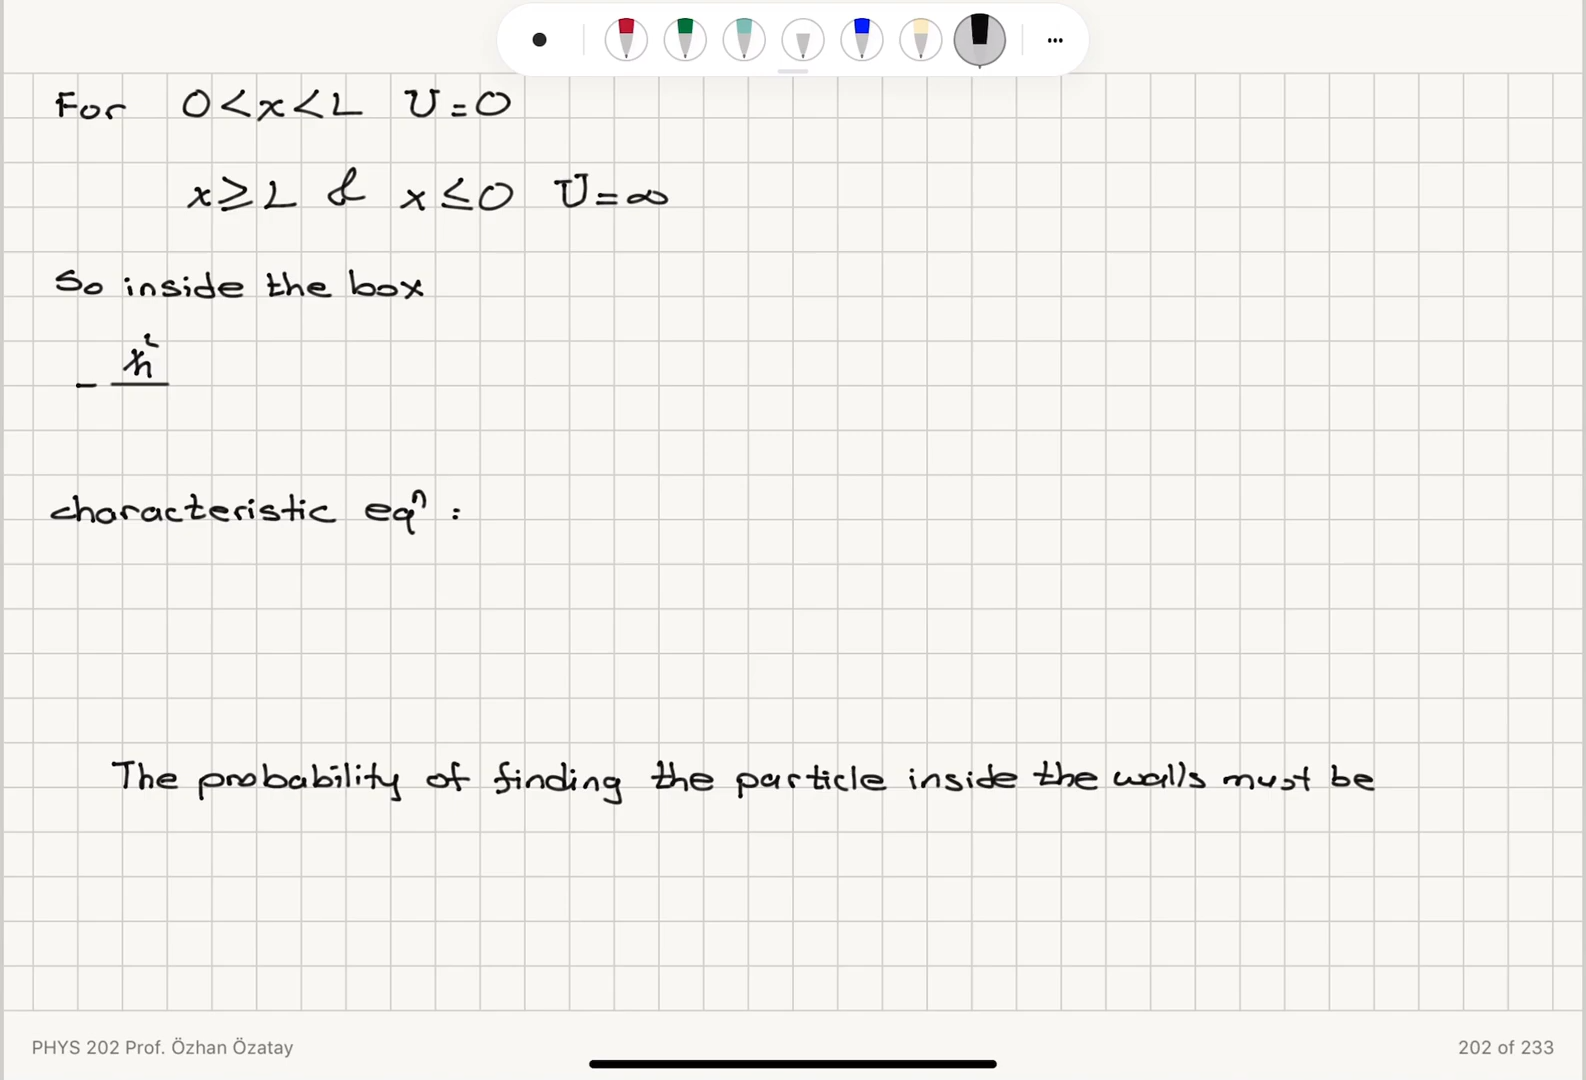 For 0<x<L U=0
x≥L & x≤0 U=∞
So inside the box
- ħ²
characteristic eqⁿ :
The probability of finding the particle inside the walls must be
PHYS 202 Prof. Özhan Özatay
202 of 233